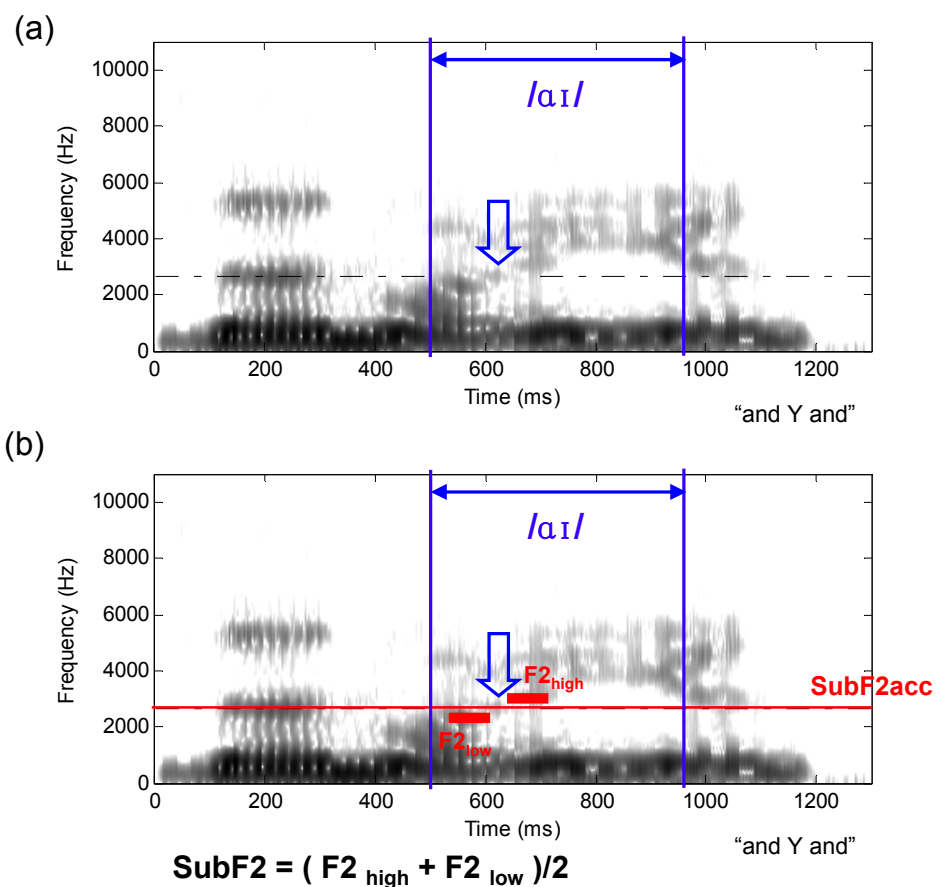 (a)
10000
8000
6000
4000
2000
0
Frequency (Hz)
/ɑɪ/
0 200 400 600 800 1000 1200
Time (ms)
“and Y and”
(b)
10000
8000
6000
4000
2000
0
Frequency (Hz)
/ɑɪ/
F2high
SubF2acc
F2low
0 200 400 600 800 1000 1200
Time (ms)
“and Y and”
SubF2 = ( F2 high + F2 low )/2